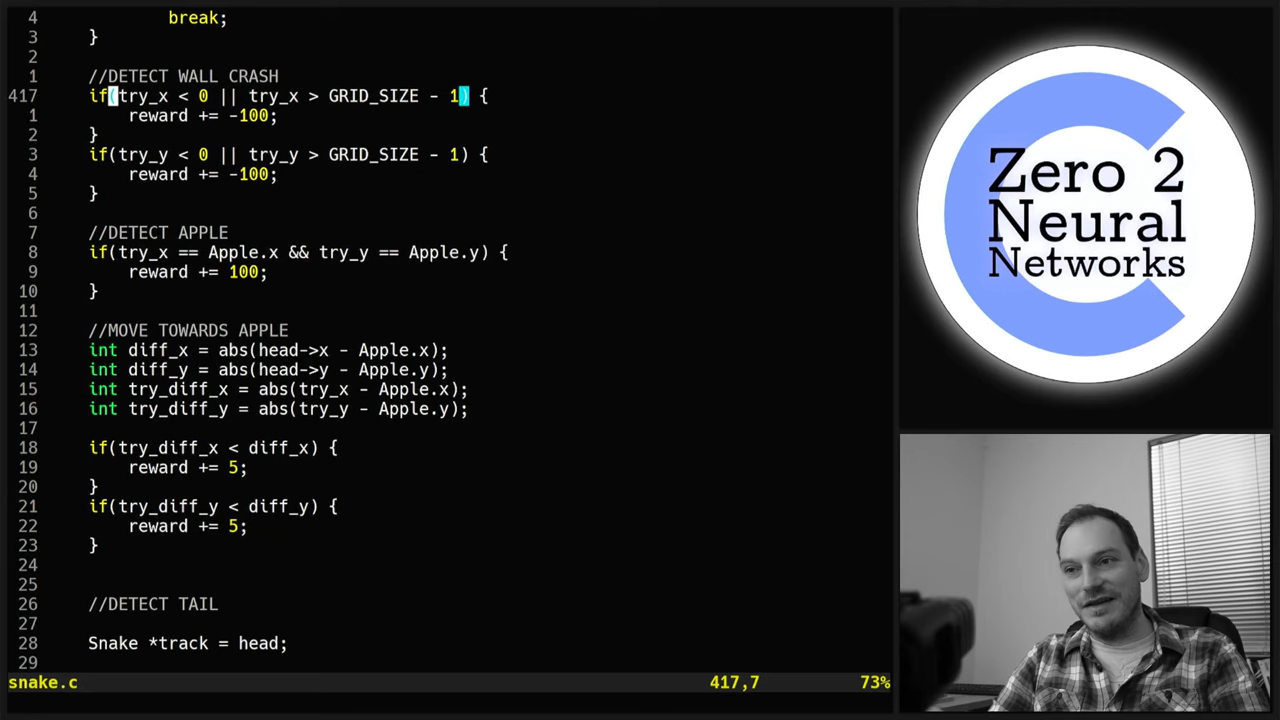 4 break;
3 }
2
1 //DETECT WALL CRASH
417 if(try_x < 0 || try_x > GRID_SIZE - 1) {
1 reward += -100;
2 }
3 if(try_y < 0 || try_y > GRID_SIZE - 1) {
4 reward += -100;
5 }
6
7 //DETECT APPLE
8 if(try_x == Apple.x && try_y == Apple.y) {
9 reward += 100;
10 }
11
12 //MOVE TOWARDS APPLE
13 int diff_x = abs(head->x - Apple.x);
14 int diff_y = abs(head->y - Apple.y);
15 int try_diff_x = abs(try_x - Apple.x);
16 int try_diff_y = abs(try_y - Apple.y);
17
18 if(try_diff_x < diff_x) {
19 reward += 5;
20 }
21 if(try_diff_y < diff_y) {
22 reward += 5;
23 }
24
25
26 //DETECT TAIL
27
28 Snake *track = head;
29
snake.c 417,7 73%
Zero 2
Neural
Networks